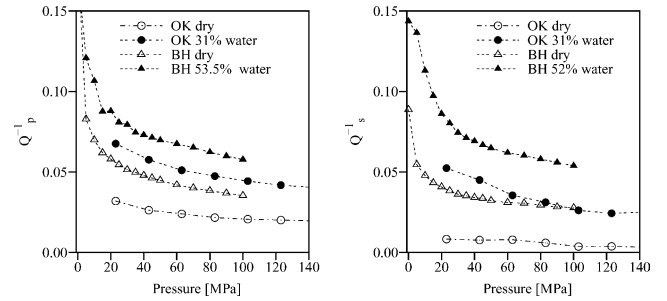 0.15
0.10
0.05
0.00
Q⁻¹p
OK dry
OK 31% water
BH dry
BH 53.5% water
20 40 60 80 100 120 140
Pressure [MPa]
0.15
0.10
0.05
0.00
Q⁻¹s
OK dry
OK 31% water
BH dry
BH 52% water
0 20 40 60 80 100 120 140
Pressure [MPa]